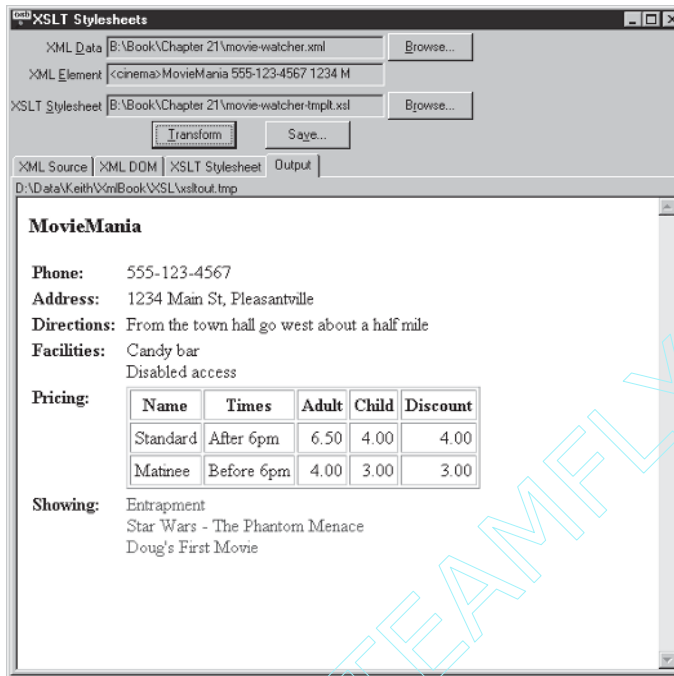 XSLT Stylesheets
XML Data B:\Book\Chapter 21\movie-watcher.xml Browse...
XML Element <cinema>MovieMania 555-123-4567 1234 M
XSLT Stylesheet B:\Book\Chapter 21\movie-watcher-tmplt.xsl Browse...
Transform Save...
XML Source XML DOM XSLT Stylesheet Output
D:\Data\Keith\XmlBook\XSL\xsltout.tmp
MovieMania
Phone: 555-123-4567
Address: 1234 Main St, Pleasantville
Directions: From the town hall go west about a half mile
Facilities: Candy bar
Disabled access
Pricing: Name Times Adult Child Discount
Standard After 6pm 6.50 4.00 4.00
Matinee Before 6pm 4.00 3.00 3.00
Showing: Entrapment
Star Wars - The Phantom Menace
Doug's First Movie
TEAMFLY